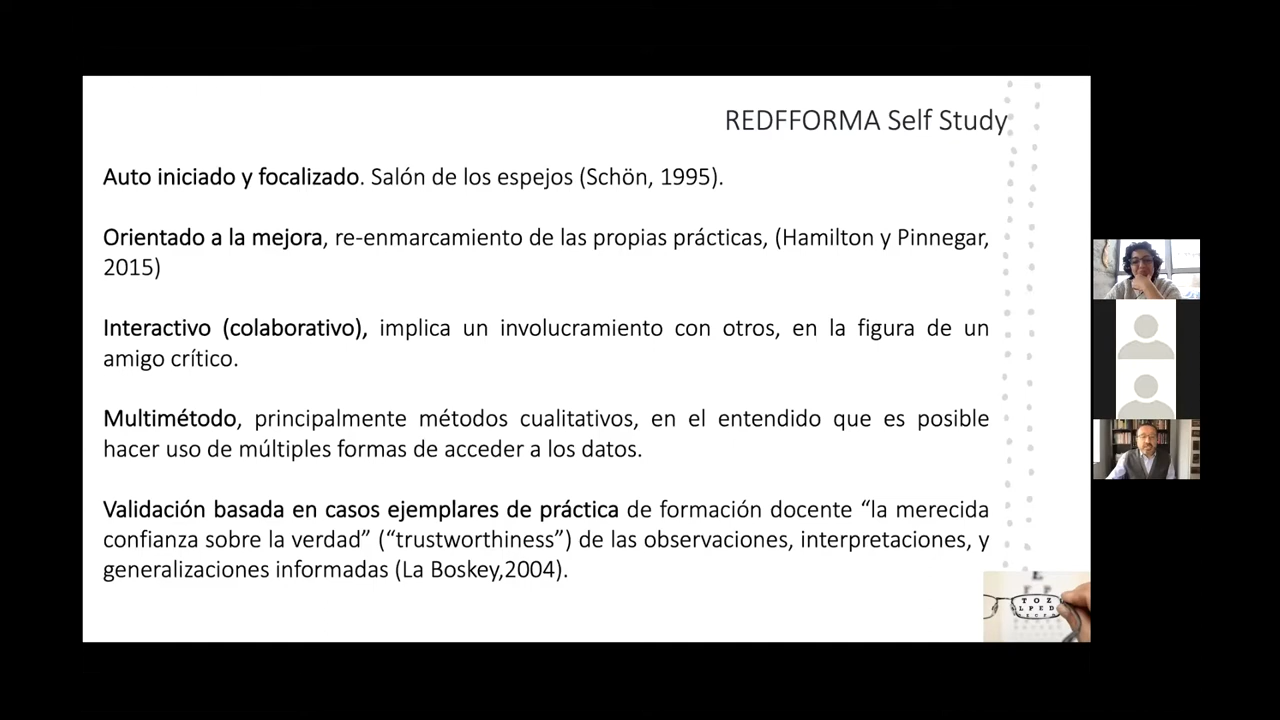 REDFFORMA Self Study
Auto iniciado y focalizado. Salón de los espejos (Schön, 1995).
Orientado a la mejora, re-enmarcamiento de las propias prácticas, (Hamilton y Pinnegar,
2015)
Interactivo (colaborativo), implica un involucramiento con otros, en la figura de un
amigo crítico.
Multimétodo, principalmente métodos cualitativos, en el entendido que es posible
hacer uso de múltiples formas de acceder a los datos.
Validación basada en casos ejemplares de práctica de formación docente “la merecida
confianza sobre la verdad” (“trustworthiness”) de las observaciones, interpretaciones, y
generalizaciones informadas (La Boskey,2004).
T O Z
L P E D